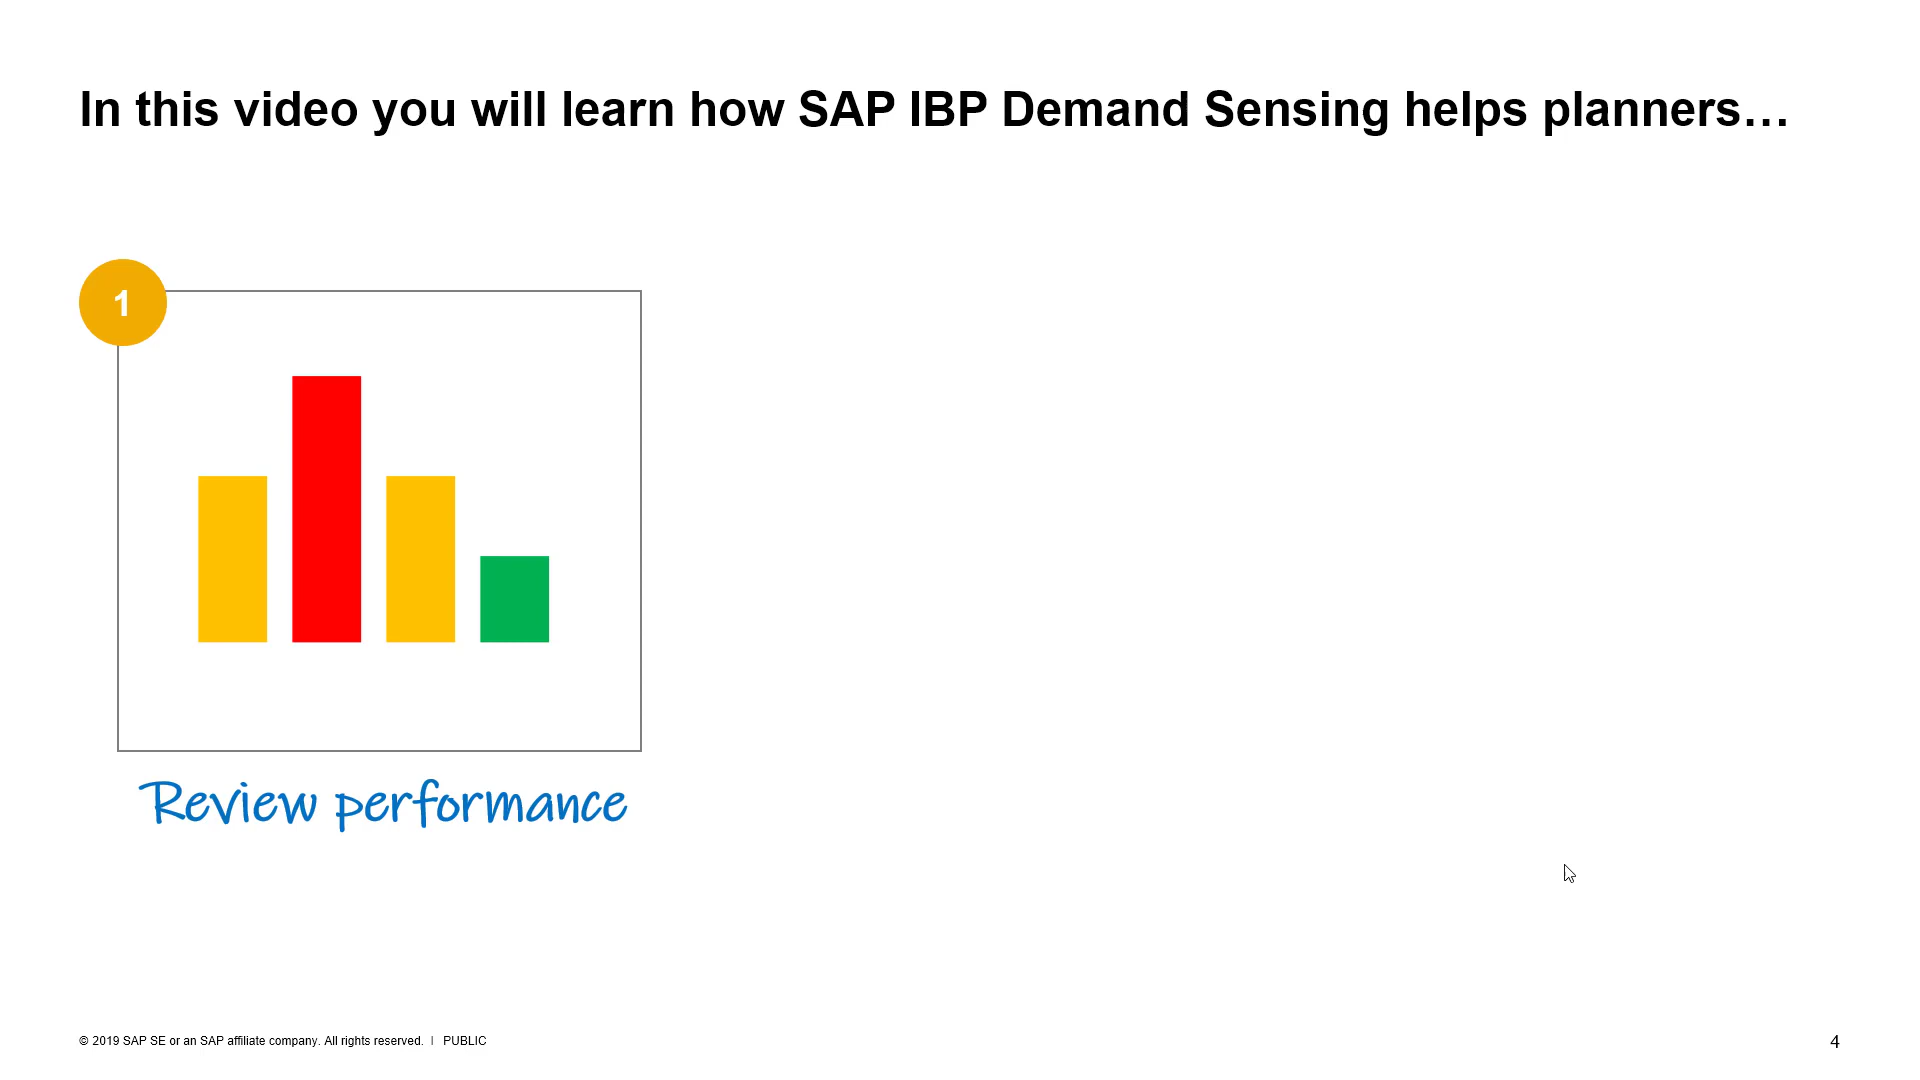 In this video you will learn how SAP IBP Demand Sensing helps planners…
1
Review performance
© 2019 SAP SE or an SAP affiliate company. All rights reserved. | PUBLIC
4